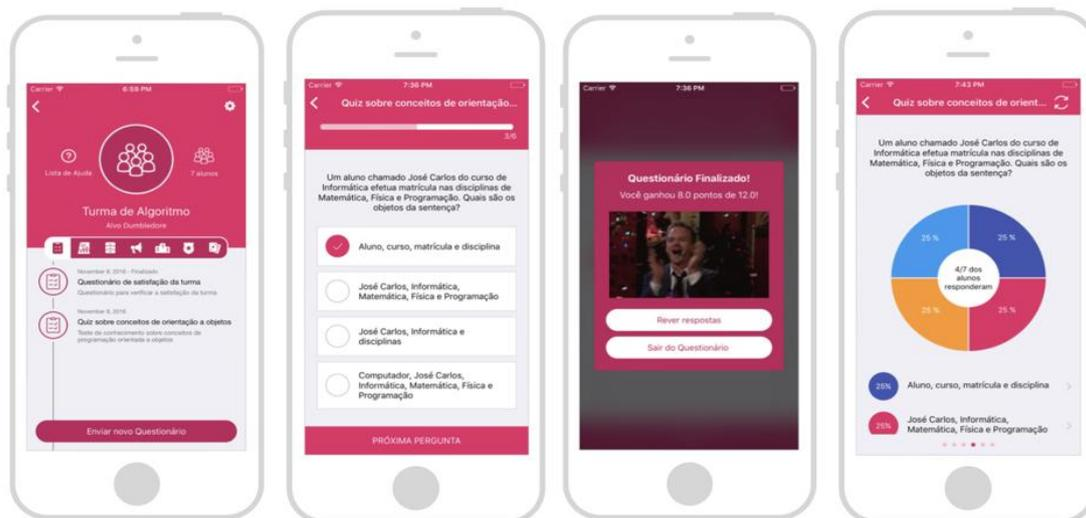 Carrier 6:59 PM
Lista de Ajuda
7 alunos
Turma de Algoritmo
Alvo Dumbledore
November 8, 2016 - Finalizado
Questionário de satisfação da turma
Questionário para verificar a satisfação da turma
November 8, 2016
Quiz sobre conceitos de orientação a objetos
Teste de conhecimento sobre conceitos de
programação orientada a objetos
Enviar novo Questionário
Carrier 7:36 PM
Quiz sobre conceitos de orientação...
3/6
Um aluno chamado José Carlos do curso de
Informática efetua matrícula nas disciplinas de
Matemática, Física e Programação. Quais são os
objetos da sentença?
Aluno, curso, matrícula e disciplina
José Carlos, Informática,
Matemática, Física e Programação
José Carlos, Informática e
disciplinas
Computador, José Carlos,
Informática, Matemática, Física e
Programação
PRÓXIMA PERGUNTA
Carrier 7:36 PM
Questionário Finalizado!
Você ganhou 8.0 pontos de 12.0!
Rever respostas
Sair do Questionário
Carrier 7:43 PM
Quiz sobre conceitos de orient...
Um aluno chamado José Carlos do curso de
Informática efetua matrícula nas disciplinas de
Matemática, Física e Programação. Quais são os
objetos da sentença?
25 % 25 %
4/7 dos
alunos
responderam
25 % 25 %
25% Aluno, curso, matrícula e disciplina
25% José Carlos, Informática,
Matemática, Física e Programação